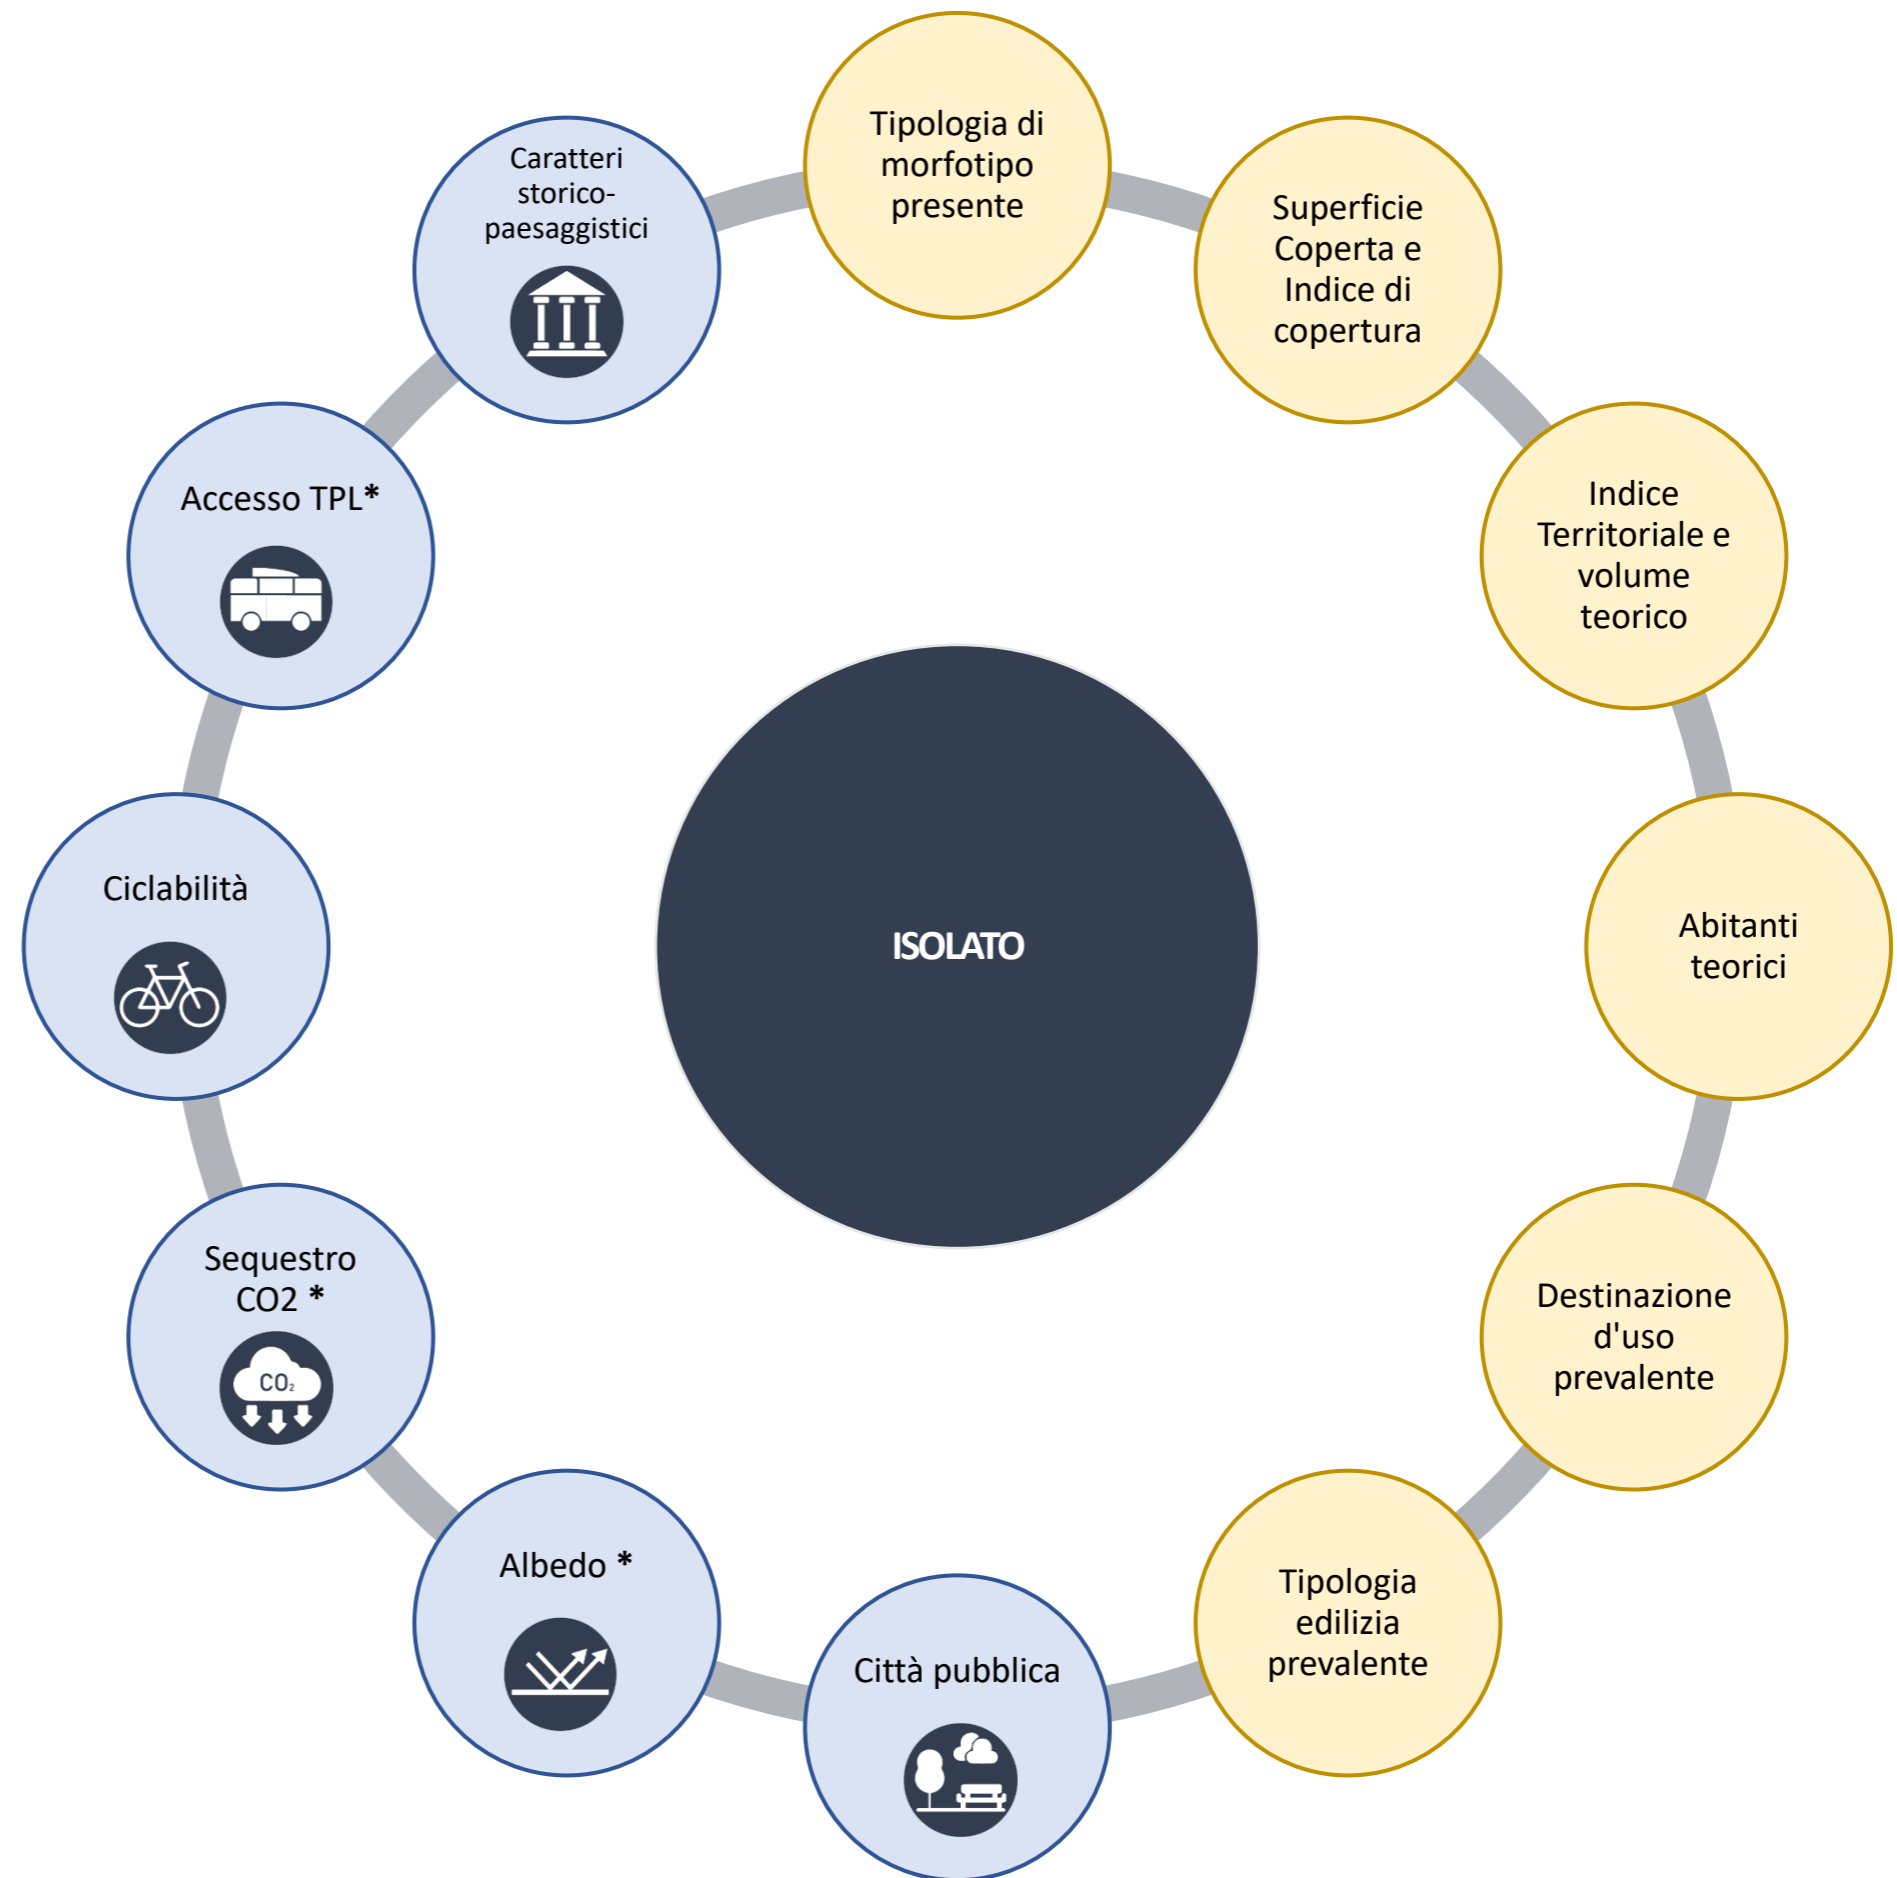 Tipologia di
morfotipo
presente
Superficie
Coperta e
Indice di
copertura
Indice
Territoriale e
volume
teorico
Abitanti
teorici
Destinazione
d'uso
prevalente
Tipologia
edilizia
prevalente
Città pubblica
Albedo *
Sequestro
CO2 *
CO₂
Ciclabilità
Accesso TPL*
Caratteri
storico-
paesaggistici
ISOLATO